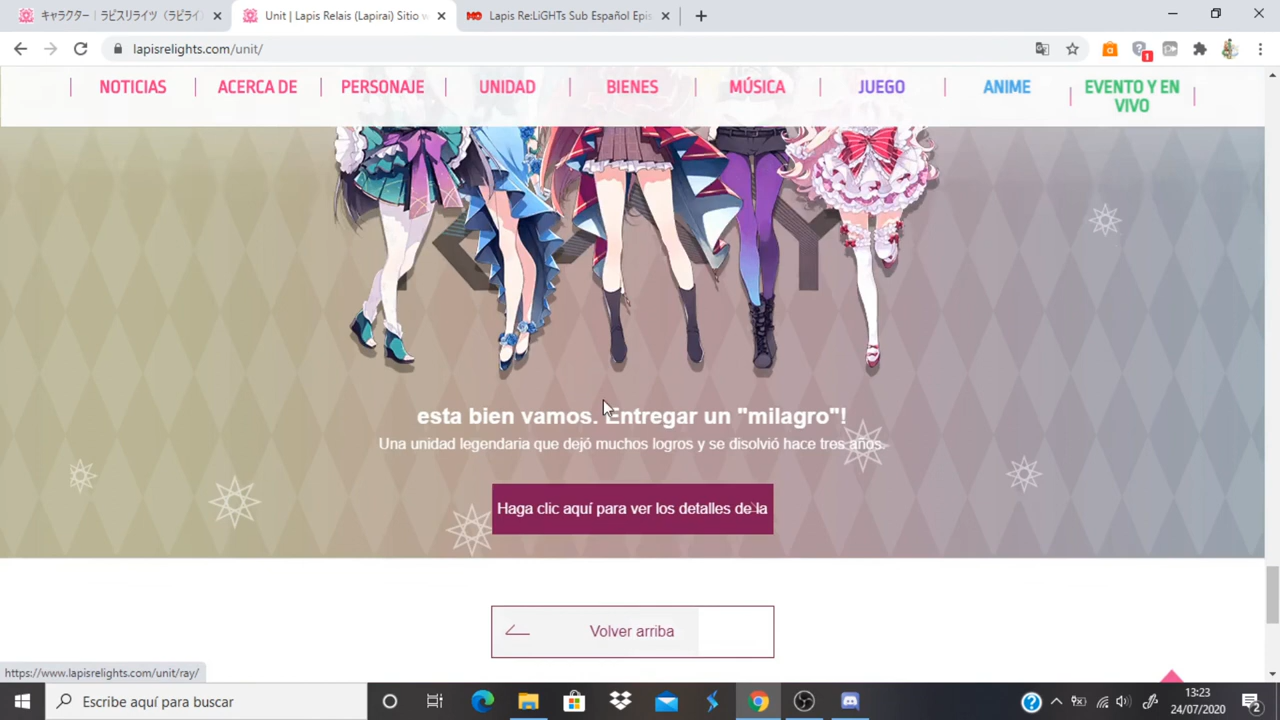 キャラクター | ラピスリライツ（ラピライ
Unit | Lapis Relais (Lapirai) Sitio w
Lapis Re:LiGHTs Sub Español Epis
lapisrelights.com/unit/
NOTICIAS
ACERCA DE
PERSONAJE
UNIDAD
BIENES
MÚSICA
JUEGO
ANIME
EVENTO Y EN
VIVO
esta bien vamos. Entregar un "milagro"!
Una unidad legendaria que dejó muchos logros y se disolvió hace tres años.
Haga clic aquí para ver los detalles de la
Volver arriba
https://www.lapisrelights.com/unit/ray/
Escribe aquí para buscar
13:23
24/07/2020
2